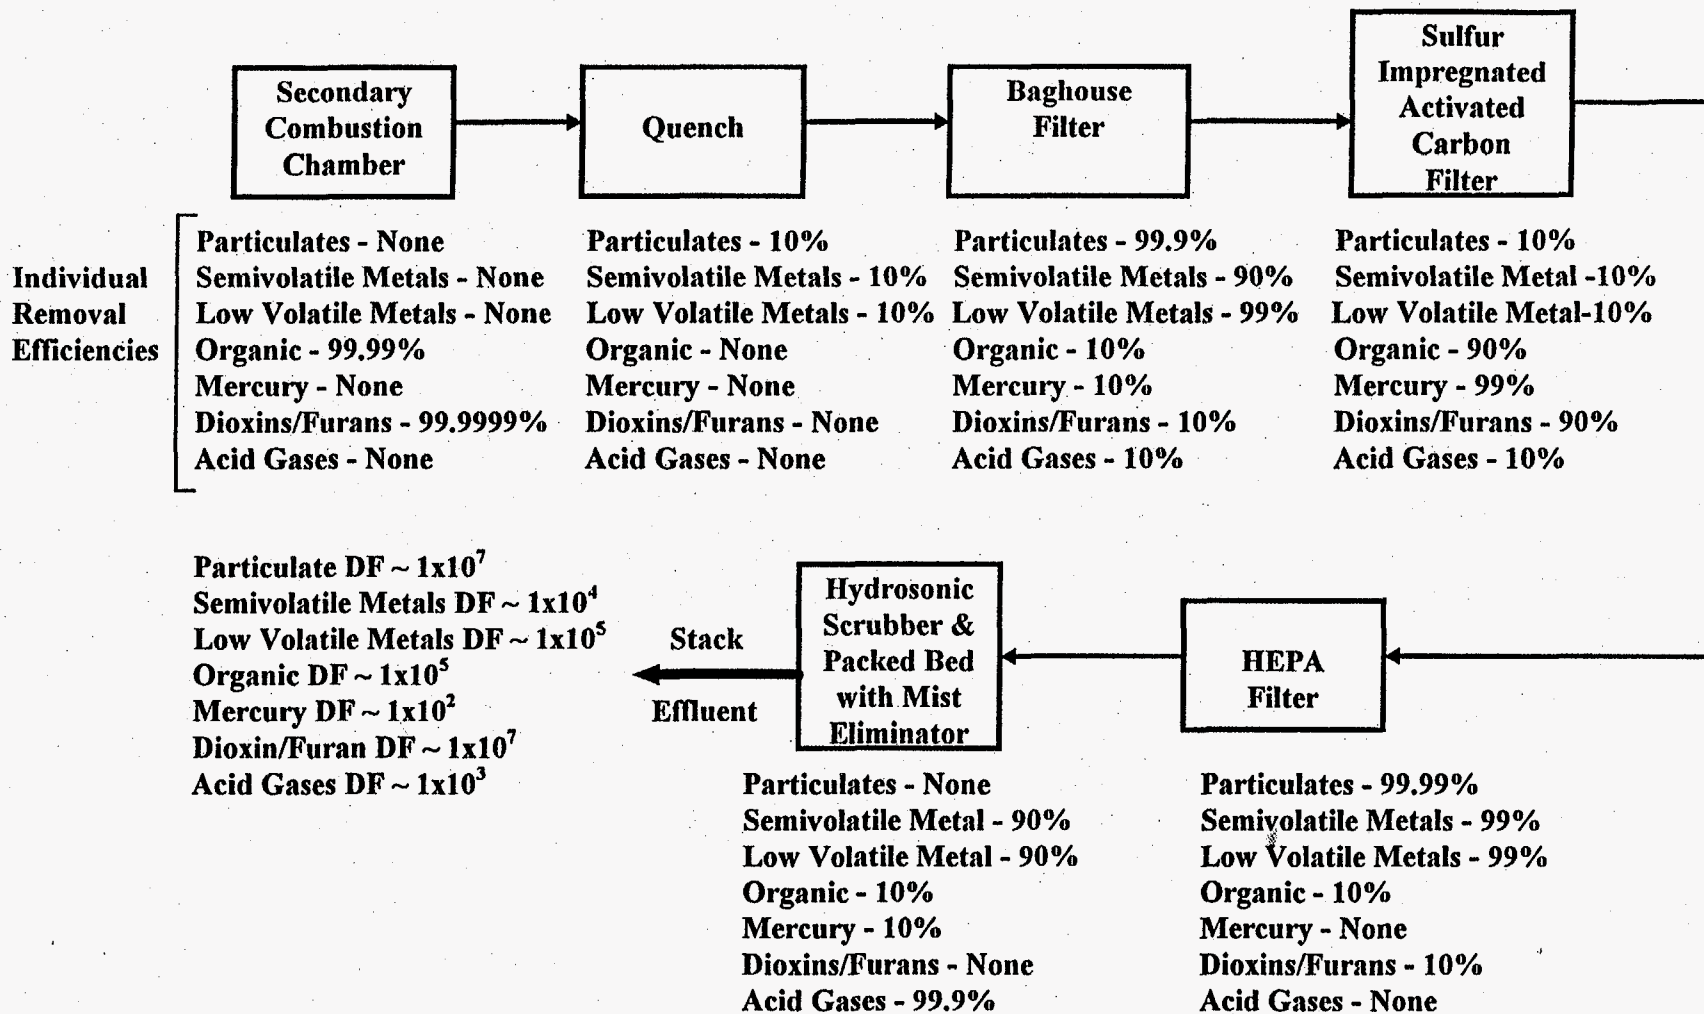 Secondary
Combustion
Chamber
Quench
Baghouse
Filter
Sulfur
Impregnated
Activated
Carbon
Filter
Individual
Removal
Efficiencies
Particulates - None
Semivolatile Metals - None
Low Volatile Metals - None
Organic - 99.99%
Mercury - None
Dioxins/Furans - 99.9999%
Acid Gases - None
Particulates - 10%
Semivolatile Metals - 10%
Low Volatile Metals - 10%
Organic - None
Mercury - None
Dioxins/Furans - None
Acid Gases - None
Particulates - 99.9%
Semivolatile Metals - 90%
Low Volatile Metals - 99%
Organic - 10%
Mercury - 10%
Dioxins/Furans - 10%
Acid Gases - 10%
Particulates - 10%
Semivolatile Metal -10%
Low Volatile Metal-10%
Organic - 90%
Mercury - 99%
Dioxins/Furans - 90%
Acid Gases - 10%
HEPA
Filter
Particulates - 99.99%
Semivolatile Metals - 99%
Low Volatile Metals - 99%
Organic - 10%
Mercury - None
Dioxins/Furans - 10%
Acid Gases - None
Hydrosonic
Scrubber &
Packed Bed
with Mist
Eliminator
Particulates - None
Semivolatile Metal - 90%
Low Volatile Metal - 90%
Organic - 10%
Mercury - 10%
Dioxins/Furans - None
Acid Gases - 99.9%
Stack
Effluent
Particulate DF ~ 1x10⁷
Semivolatile Metals DF ~ 1x10⁴
Low Volatile Metals DF ~ 1x10⁵
Organic DF ~ 1x10⁵
Mercury DF ~ 1x10²
Dioxin/Furan DF ~ 1x10⁷
Acid Gases DF ~ 1x10³